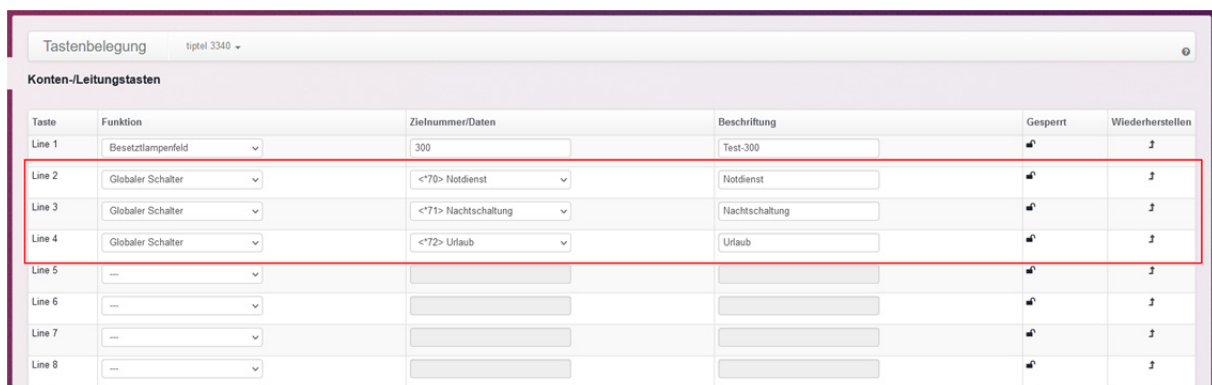 Tastenbelegung tiptel 3340
Konten-/Leitungstasten
Taste Funktion Zielnummer/Daten Beschriftung Gesperrt Wiederherstellen
Line 1 Besetztlampenfeld 300 Test-300
Line 2 Globaler Schalter <*70> Notdienst Notdienst
Line 3 Globaler Schalter <*71> Nachtschaltung Nachtschaltung
Line 4 Globaler Schalter <*72> Urlaub Urlaub
Line 5 ---
Line 6 ---
Line 7 ---
Line 8 ---